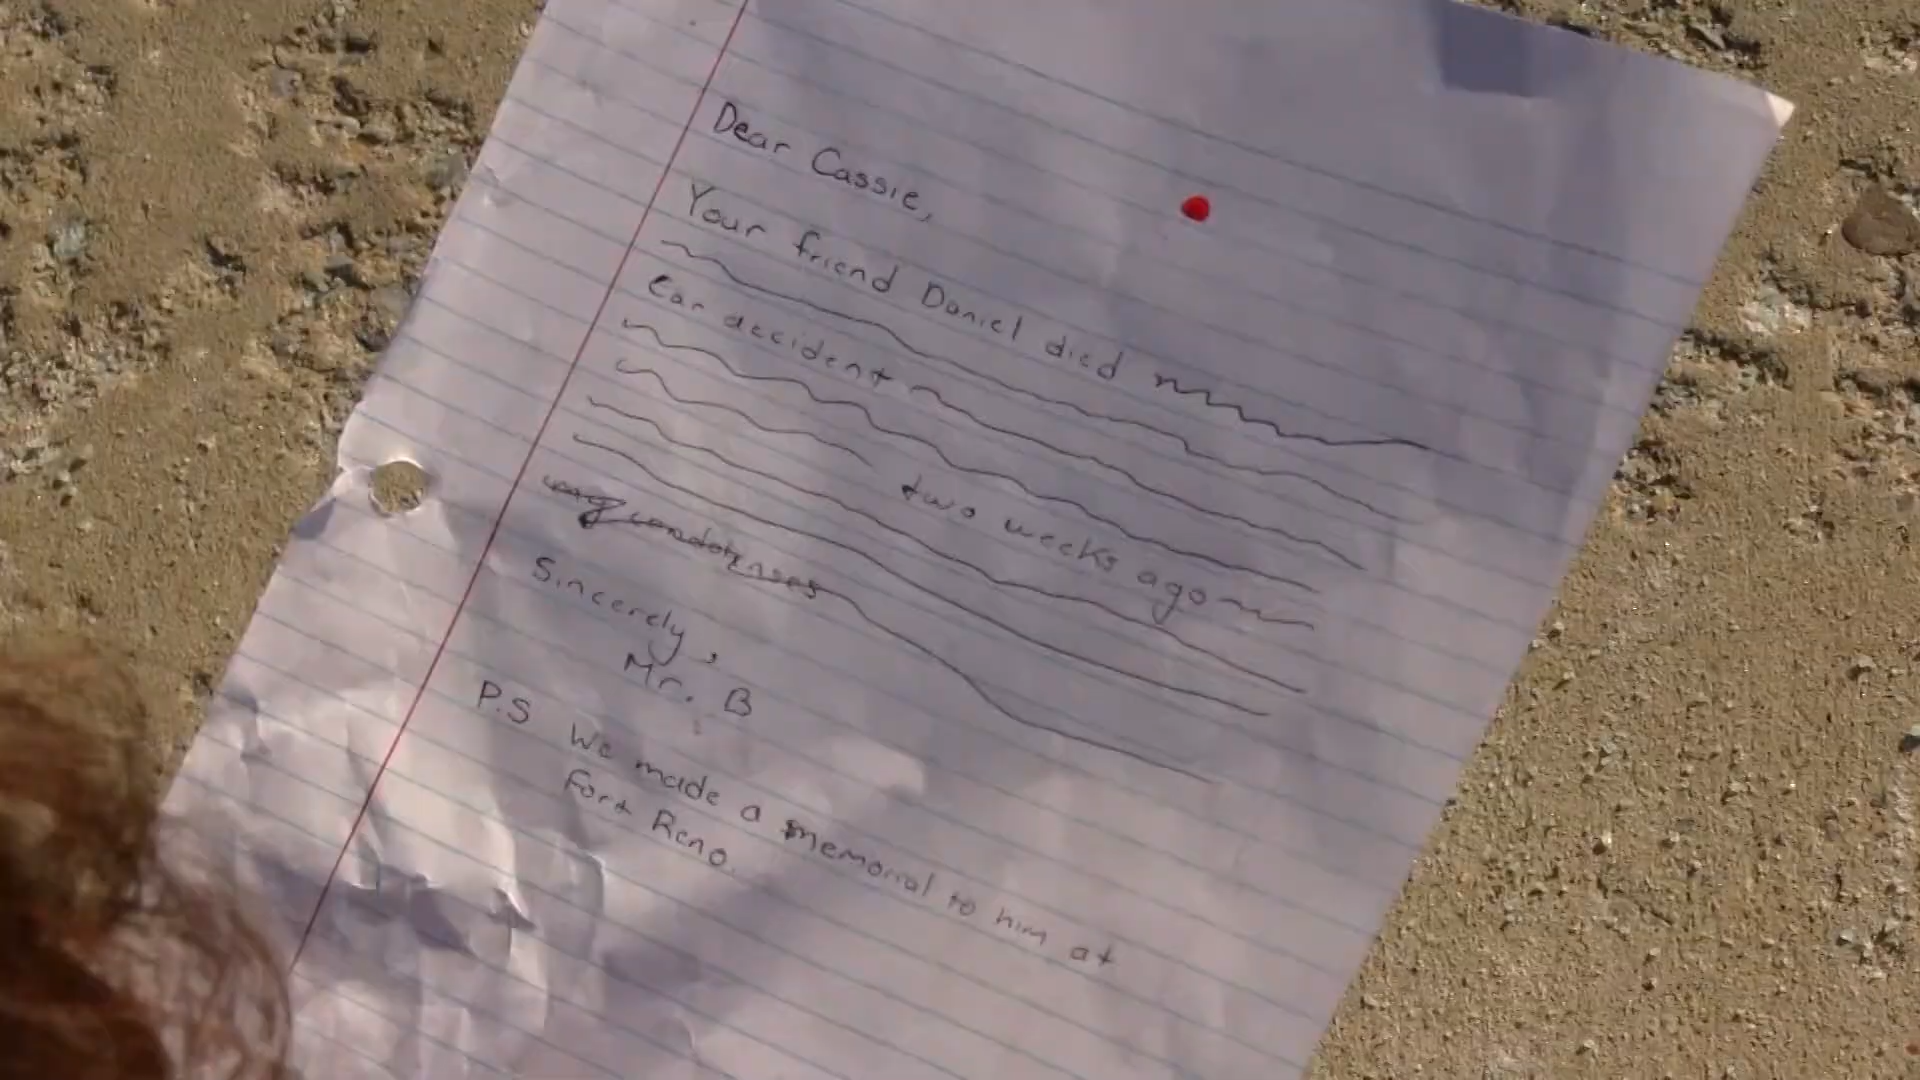 Dear Cassie,
Your friend Daniel died
Car accident
two weeks ago
Sincerely,
Mr. B
P.S We made a memorial to him at
Fort Reno.